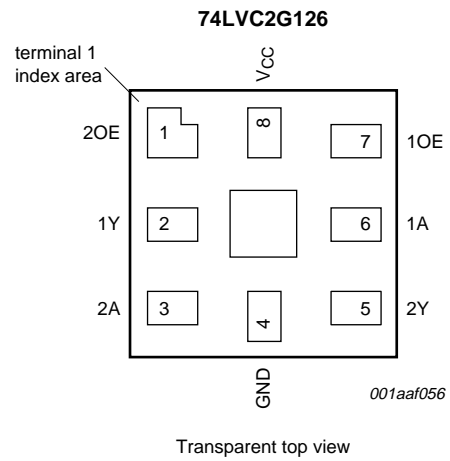 74LVC2G126
terminal 1
index area
VCC
2OE
1
8
7
1OE
1Y
2
6
1A
2A
3
4
5
2Y
GND
001aaf056
Transparent top view